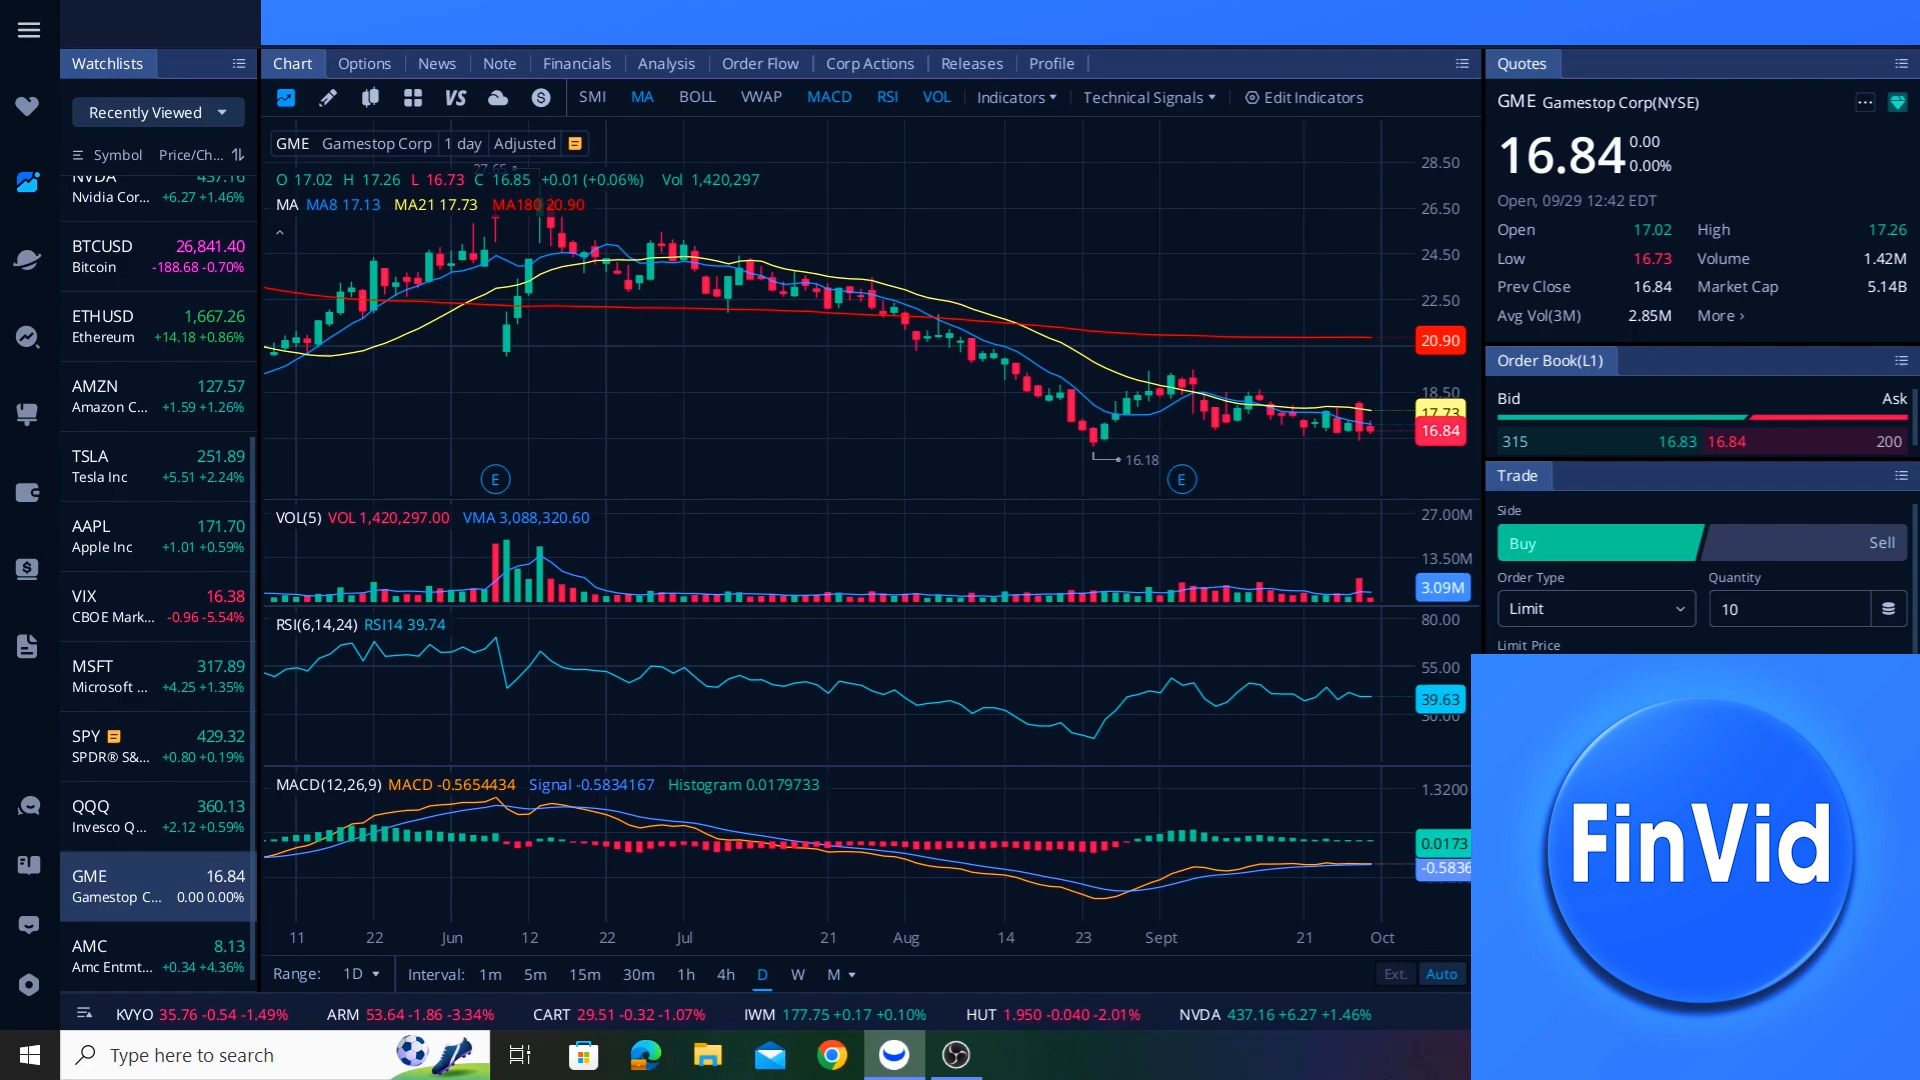 Watchlists
Recently Viewed
Symbol Price/Ch...
NVDA 437.16
Nvidia Cor... +6.27 +1.46%
BTCUSD 26,841.40
Bitcoin -188.68 -0.70%
ETHUSD 1,667.26
Ethereum +14.18 +0.86%
AMZN 127.57
Amazon C... +1.59 +1.26%
TSLA 251.89
Tesla Inc +5.51 +2.24%
AAPL 171.70
Apple Inc +1.01 +0.59%
VIX 16.38
CBOE Mark... -0.96 -5.54%
MSFT 317.89
Microsoft ... +4.25 +1.35%
SPY 429.32
SPDR® S&... +0.80 +0.19%
QQQ 360.13
Invesco Q... +2.12 +0.59%
GME 16.84
Gamestop C... 0.00 0.00%
AMC 8.13
Amc Entmt... +0.34 +4.36%
Chart Options News Note Financials Analysis Order Flow Corp Actions Releases Profile
VS SMI MA BOLL VWAP MACD RSI VOL Indicators Technical Signals Edit Indicators
GME Gamestop Corp 1 day Adjusted
O 17.02 H 17.26 L 16.73 C 16.85 +0.01 (+0.06%) Vol 1,420,297
MA MA8 17.13 MA21 17.73 MA180 20.90
28.50
26.50
24.50
22.50
20.90
18.50
17.73
16.84
16.18
E E
VOL(5) VOL 1,420,297.00 VMA 3,088,320.60
27.00M
13.50M
3.09M
RSI(6,14,24) RSI14 39.74
80.00
55.00
39.63
30.00
MACD(12,26,9) MACD -0.5654434 Signal -0.5834167 Histogram 0.0179733
1.3200
0.0173
-0.5836
11 22 Jun 12 22 Jul 21 Aug 14 23 Sept 21 Oct
Range: 1D Interval: 1m 5m 15m 30m 1h 4h D W M Ext. Auto
KVYO 35.76 -0.54 -1.49% ARM 53.64 -1.86 -3.34% CART 29.51 -0.32 -1.07% IWM 177.75 +0.17 +0.10% HUT 1.950 -0.040 -2.01% NVDA 437.16 +6.27 +1.46%
Type here to search
Quotes
GME Gamestop Corp(NYSE)
16.84 0.00
0.00%
Open, 09/29 12:42 EDT
Open 17.02 High 17.26
Low 16.73 Volume 1.42M
Prev Close 16.84 Market Cap 5.14B
Avg Vol(3M) 2.85M More ›
Order Book(L1)
Bid Ask
315 16.83 16.84 200
Trade
Side
Buy Sell
Order Type Quantity
Limit 10
Limit Price
FinVid